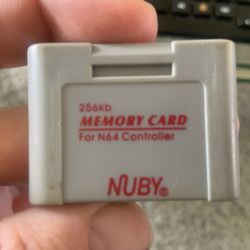 256kb
MEMORY CARD
For N64 Controller
NUBY®